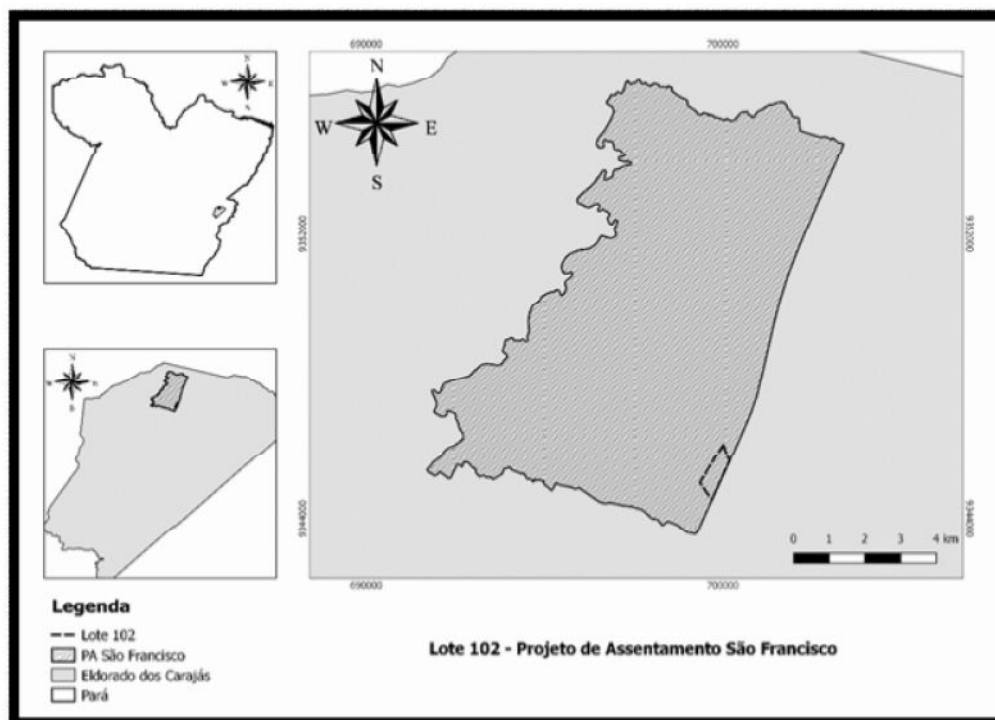 N
W E
S
690000 700000
N
W E
S
9352000 9352000
N
W E
S
9344000 9344000
0 1 2 3 4 km
690000 700000
Legenda
Lote 102
PA São Francisco
Eldorado dos Carajás
Pará
Lote 102 - Projeto de Assentamento São Francisco